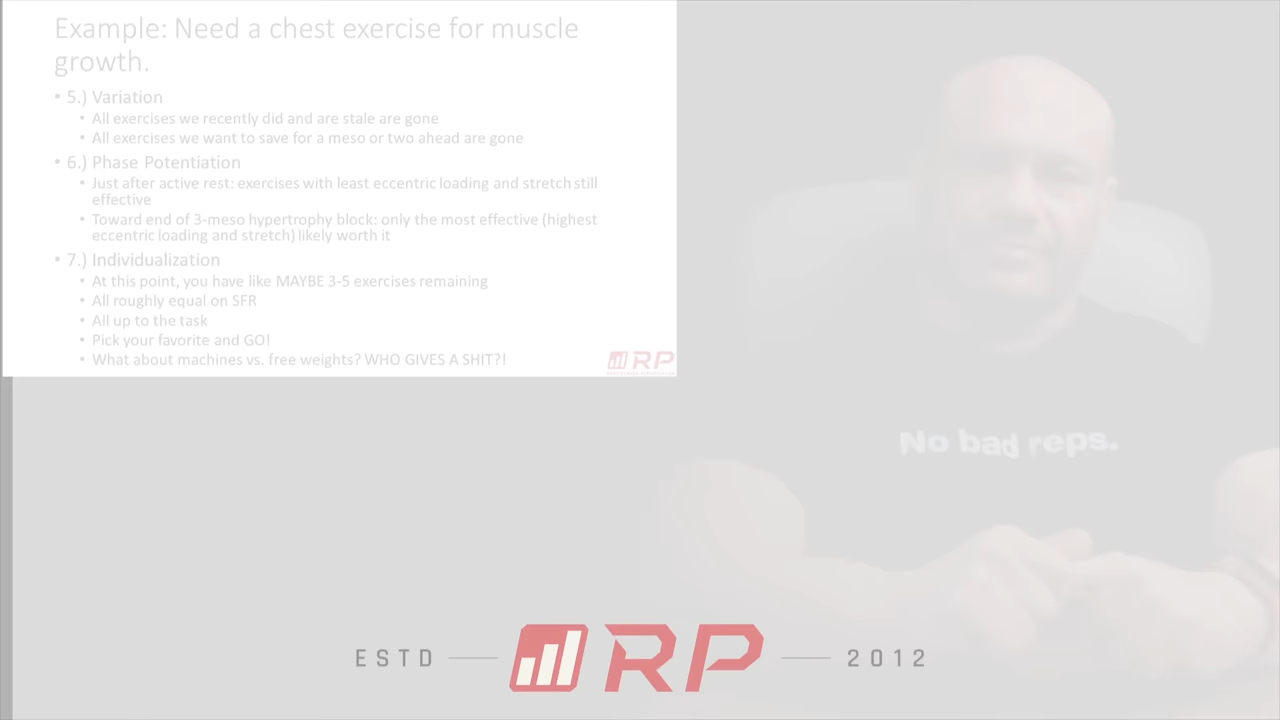 Example: Need a chest exercise for muscle
growth.
• 5.) Variation
• All exercises we recently did and are stale are gone
• All exercises we want to save for a meso or two ahead are gone
• 6.) Phase Potentiation
• Just after active rest: exercises with least eccentric loading and stretch still
effective
• Toward end of 3-meso hypertrophy block: only the most effective (highest
eccentric loading and stretch) likely worth it
• 7.) Individualization
• At this point, you have like MAYBE 3-5 exercises remaining
• All roughly equal on SFR
• All up to the task
• Pick your favorite and GO!
• What about machines vs. free weights? WHO GIVES A SHIT?!
RP
No bad reps.
ESTD RP 2012